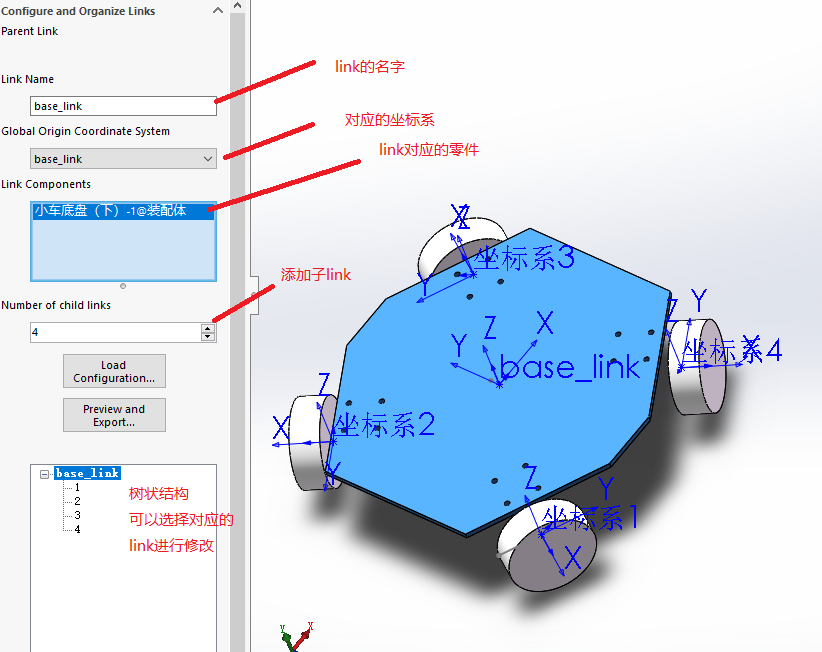 Configure and Organize Links
Parent Link
Link Name
base_link
Global Origin Coordinate System
base_link
Link Components
小车底盘（下）-1@装配体
Number of child links
4
Load
Configuration...
Preview and
Export...
base_link
1
2
3
4
link的名字
对应的坐标系
link对应的零件
添加子link
树状结构
可以选择对应的
link进行修改
X
Z
Y
坐标系3
Z
X
Y
base_link
Z
Y
X
坐标系4
Z
X
Y
坐标系2
Z
Y
X
坐标系1
Y
X